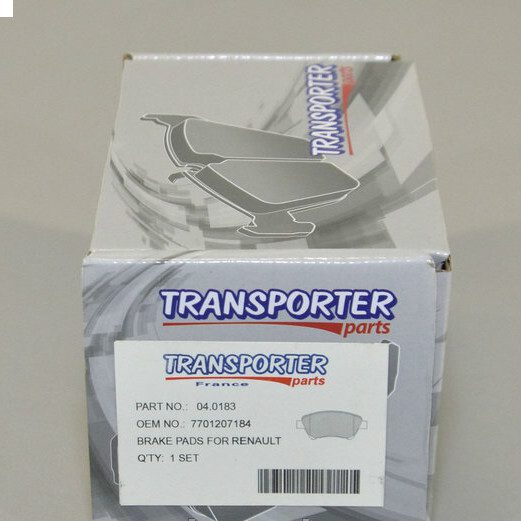 TRANSPORTER
parts
TRANSPORTER
parts
TRANSPORTER
France parts
PART NO.: 04.0183
OEM NO.: 7701207184
BRAKE PADS FOR RENAULT
Q'TY: 1 SET